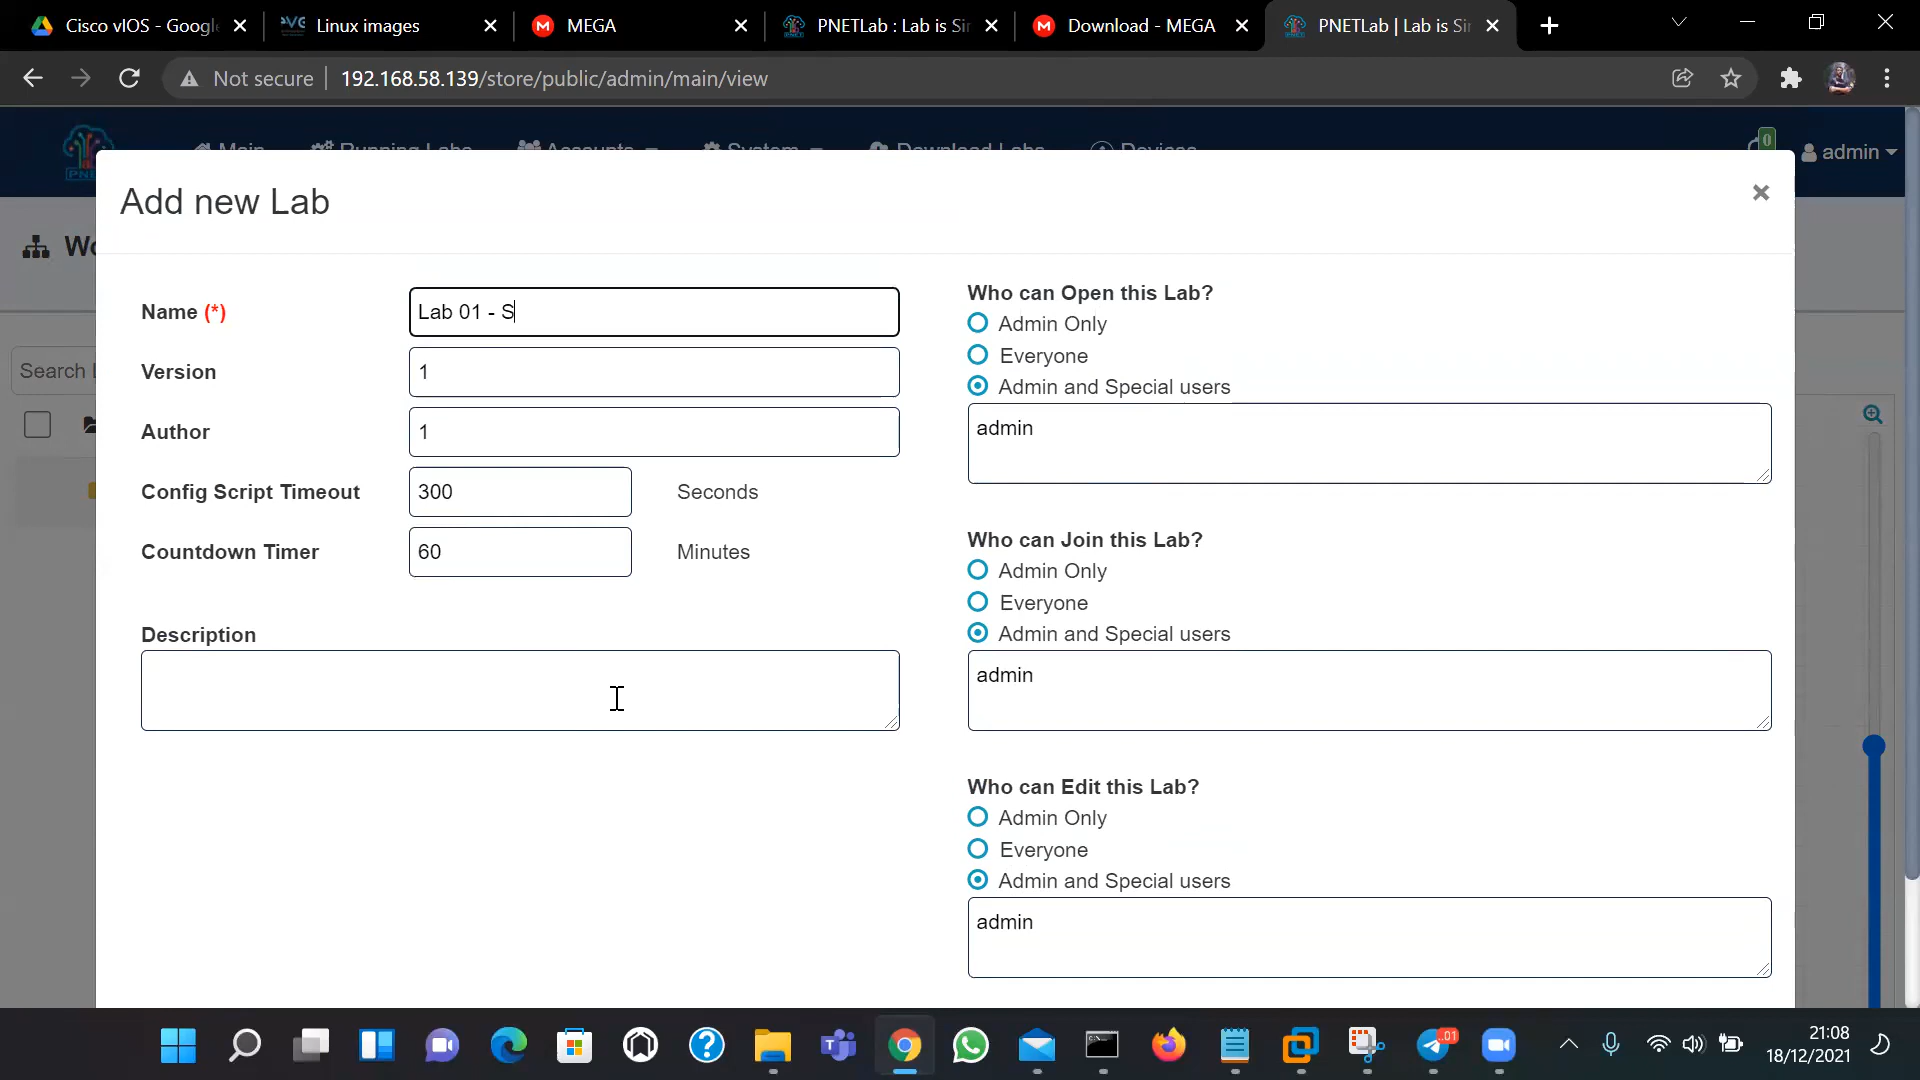 Cisco vIOS - Googl
Linux images
MEGA
PNETLab : Lab is Sir
Download - MEGA
PNETLab | Lab is Sir
Not secure
192.168.58.139/store/public/admin/main/view
Main
Running Labs
Accounts
System
Download Labs
Devices
0
admin
Add new Lab
Wo
Name (*)
Lab 01 - S
Version
1
Author
1
Config Script Timeout
300
Seconds
Countdown Timer
60
Minutes
Description
Search L
Who can Open this Lab?
Admin Only
Everyone
Admin and Special users
admin
Who can Join this Lab?
Admin Only
Everyone
Admin and Special users
admin
Who can Edit this Lab?
Admin Only
Everyone
Admin and Special users
admin
21:08
18/12/2021